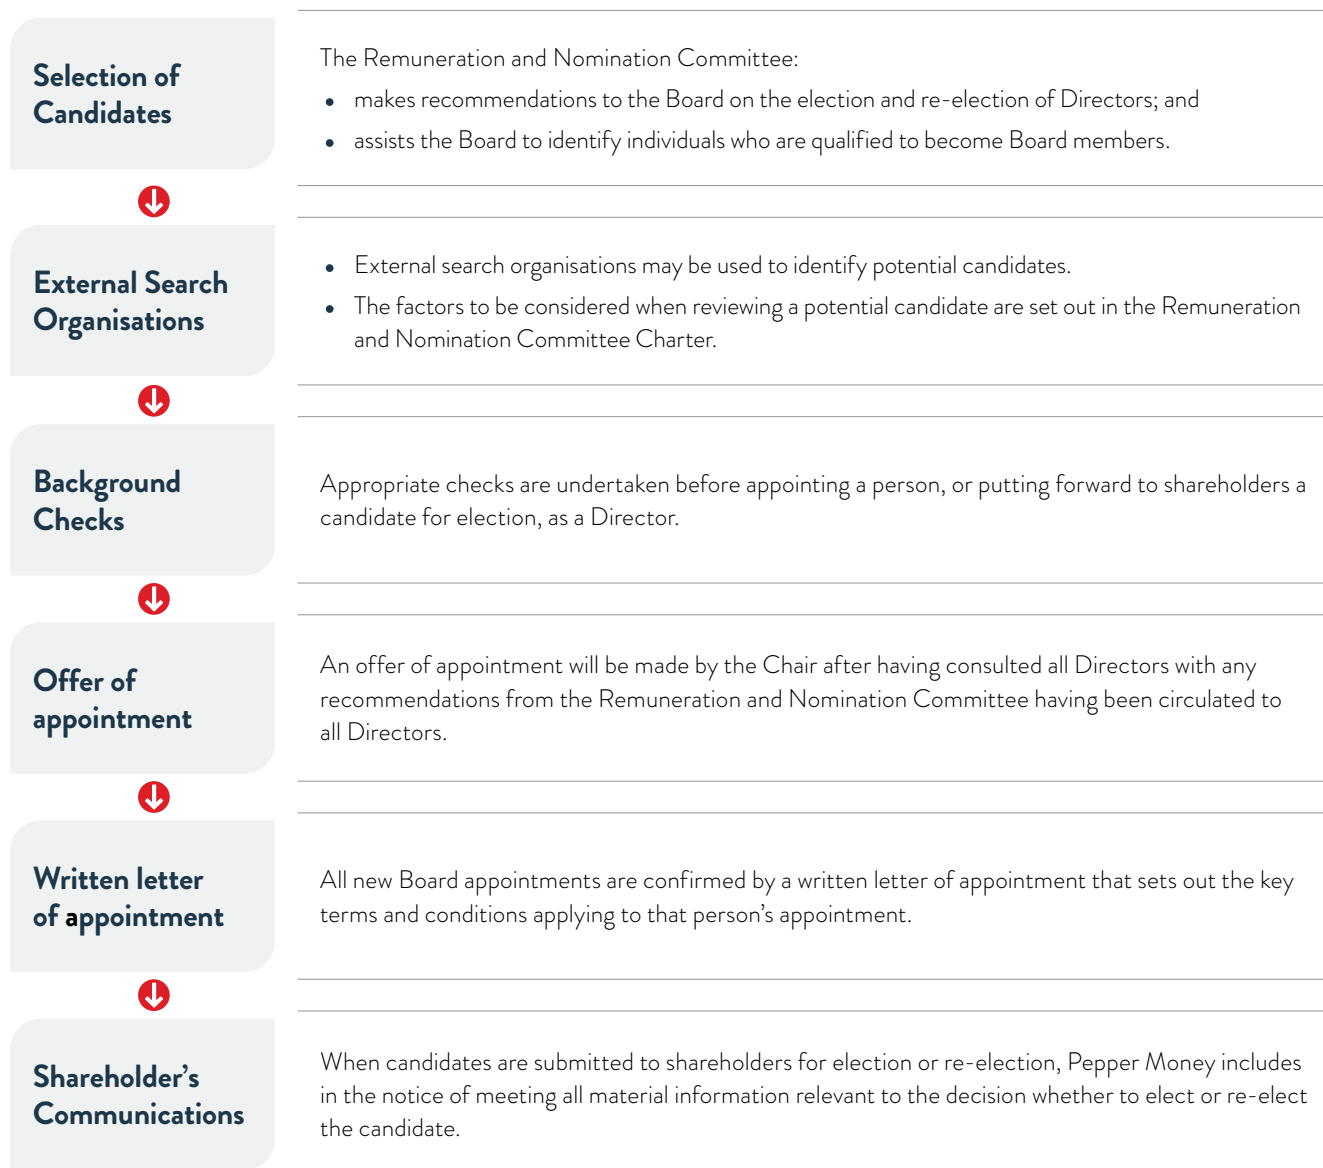 Selection of
Candidates
The Remuneration and Nomination Committee:
• makes recommendations to the Board on the election and re-election of Directors; and
• assists the Board to identify individuals who are qualified to become Board members.
External Search
Organisations
• External search organisations may be used to identify potential candidates.
• The factors to be considered when reviewing a potential candidate are set out in the Remuneration
and Nomination Committee Charter.
Background
Checks
Appropriate checks are undertaken before appointing a person, or putting forward to shareholders a
candidate for election, as a Director.
Offer of
appointment
An offer of appointment will be made by the Chair after having consulted all Directors with any
recommendations from the Remuneration and Nomination Committee having been circulated to
all Directors.
Written letter
of appointment
All new Board appointments are confirmed by a written letter of appointment that sets out the key
terms and conditions applying to that person's appointment.
Shareholder's
Communications
When candidates are submitted to shareholders for election or re-election, Pepper Money includes
in the notice of meeting all material information relevant to the decision whether to elect or re-elect
the candidate.